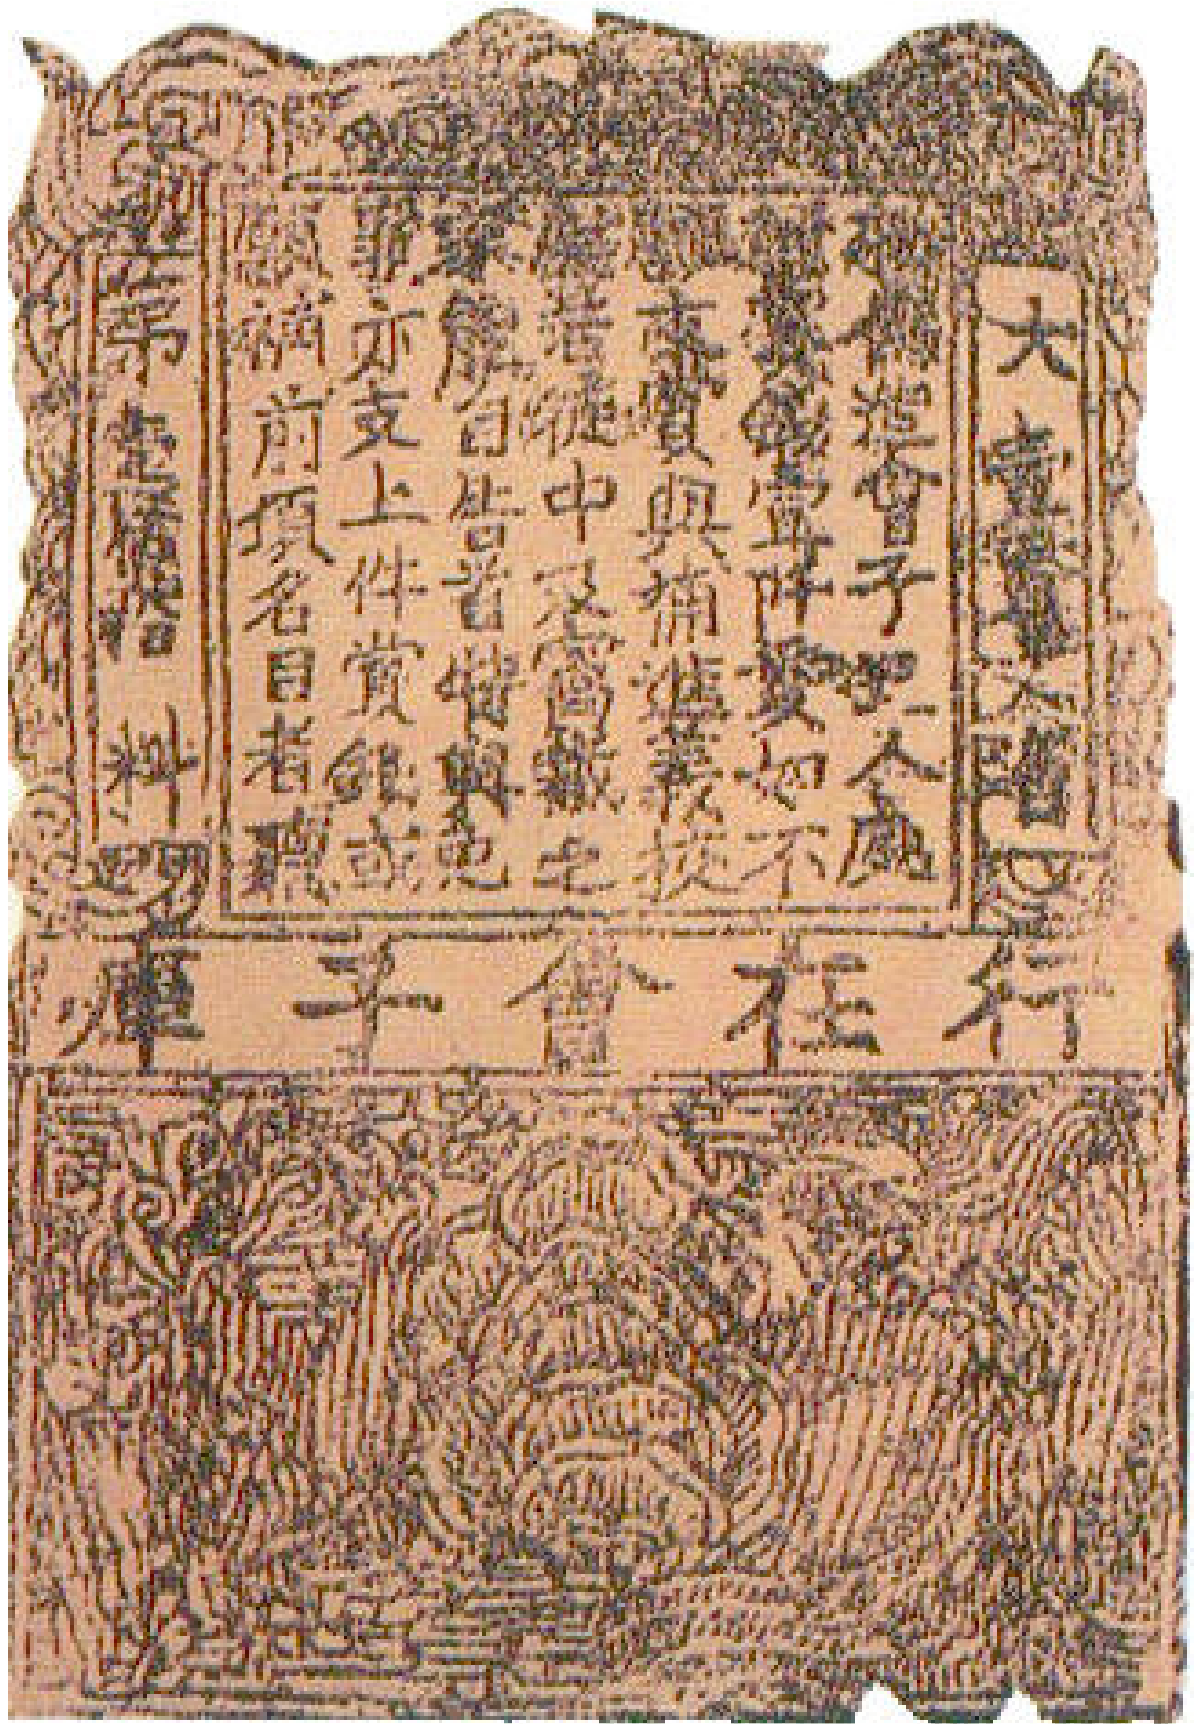 大壹貫文省
敕偽造會子犯人處
斬賞錢壹阡貫如不
願支賞與補進義校
尉若徒中及窩藏之
家能自告首特與免
罪亦支上件賞錢或
願補前項名目者聽
第 料
行在會子庫